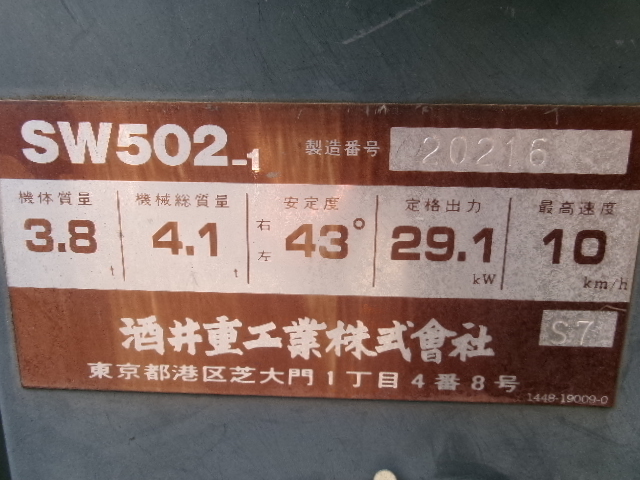 SW502-1 製造番号 20216
機体質量 機械総質量 安定度 定格出力 最高速度
3.8 t 4.1 t 右 左 43° 29.1 kW 10 km/h
酒井重工業株式會社 S7
東京都港区芝大門1丁目4番8号
1448-19009-0